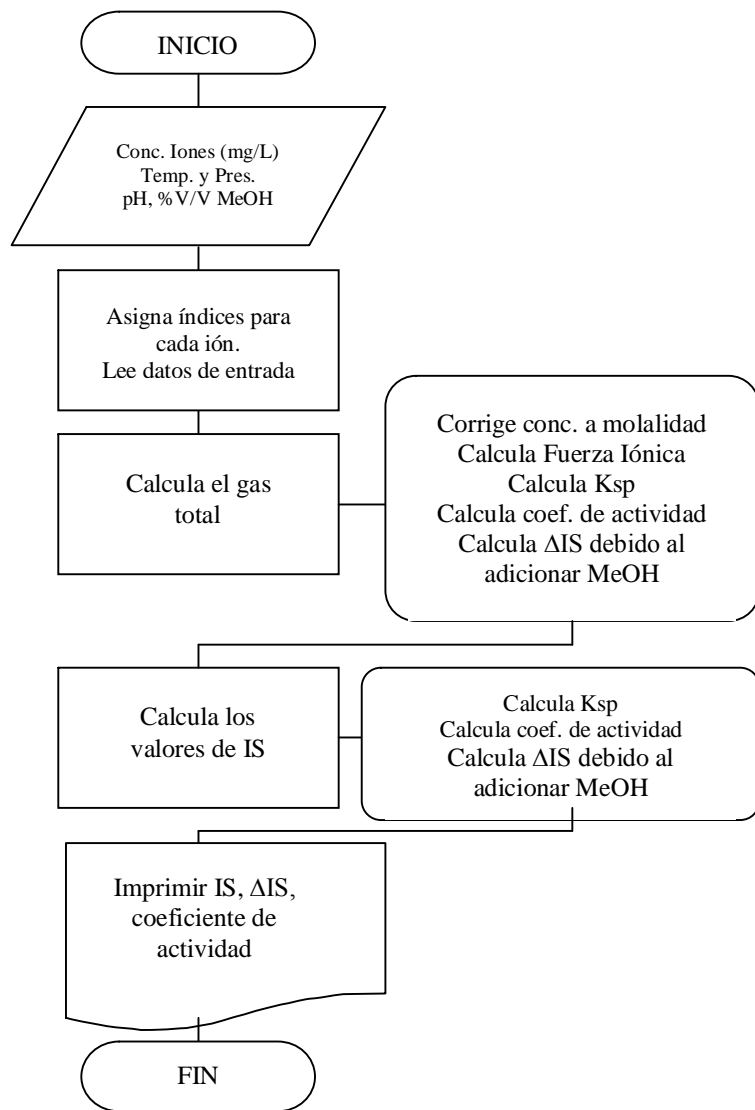 INICIO
Conc. Iones (mg/L)
Temp. y Pres.
pH, %V/V MeOH
Asigna índices para
cada ión.
Lee datos de entrada
Calcula el gas
total
Corrige conc. a molalidad
Calcula Fuerza Iónica
Calcula Ksp
Calcula coef. de actividad
Calcula ΔIS debido al
adicionar MeOH
Calcula los
valores de IS
Calcula Ksp
Calcula coef. de actividad
Calcula ΔIS debido al
adicionar MeOH
Imprimir IS, ΔIS,
coeficiente de
actividad
FIN